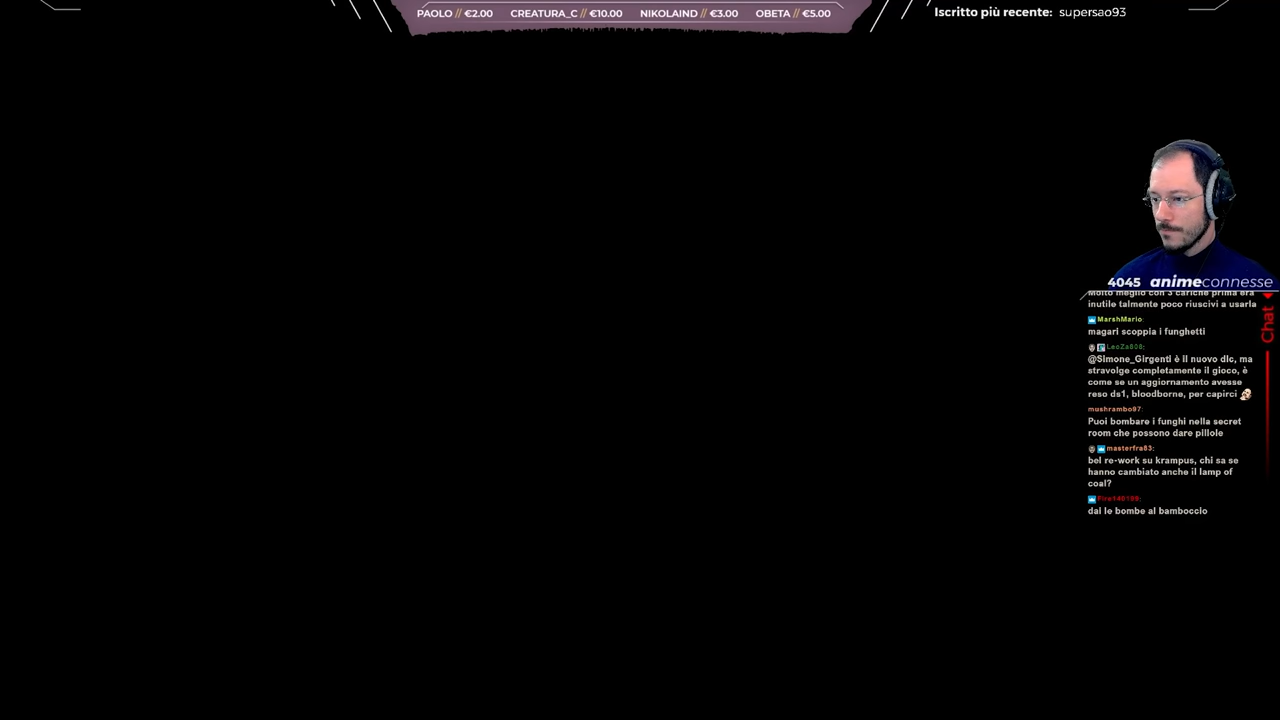 PAOLO // €2.00 CREATURA_C // €10.00 NIKOLAIND // €3.00 OBETA // €5.00
Iscritto più recente: supersao93
4045 animeconnesse
Molto meglio con 3 cariche prima era
inutile talmente poco riuscivi a usarla
MarshMario:
magari scoppia i funghetti
LeoZa808:
@Simone_Girgenti è il nuovo dlc, ma
stravolge completamente il gioco, è
come se un aggiornamento avesse
reso ds1, bloodborne, per capirci
mushrambo97:
Puoi bombare i funghi nella secret
room che possono dare pillole
masterfra83:
bel re-work su krampus, chi sa se
hanno cambiato anche il lamp of
coal?
dai le bombe al bamboccio
Chat